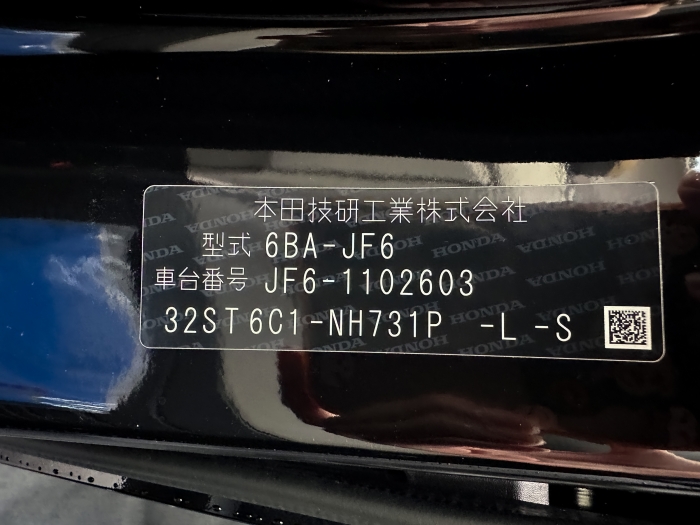 本田技研工業株式会社
型式 6BA-JF6
車台番号 JF6-1102603
32ST6C1-NH731P -L -S